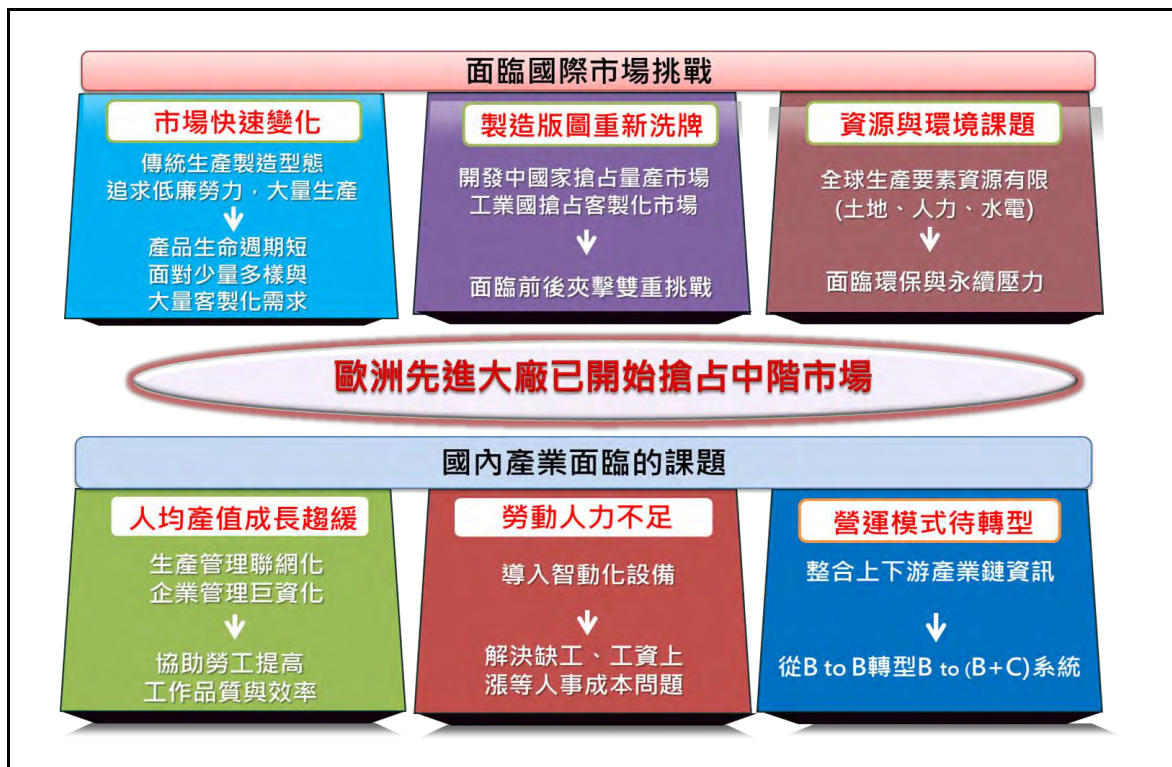 面臨國際市場挑戰
市場快速變化
傳統生產製造型態
追求低廉勞力，大量生產
產品生命週期短
面對少量多樣與
大量客製化需求
製造版圖重新洗牌
開發中國家搶占量產市場
工業國搶占客製化市場
面臨前後夾擊雙重挑戰
資源與環境課題
全球生產要素資源有限
(土地、人力、水電)
面臨環保與永續壓力
歐洲先進大廠已開始搶占中階市場
國內產業面臨的課題
人均產值成長趨緩
生產管理聯網化
企業管理巨資化
協助勞工提高
工作品質與效率
勞動人力不足
導入智動化設備
解決缺工、工資上
漲等人事成本問題
營運模式待轉型
整合上下游產業鏈資訊
從B to B轉型B to (B+C)系統